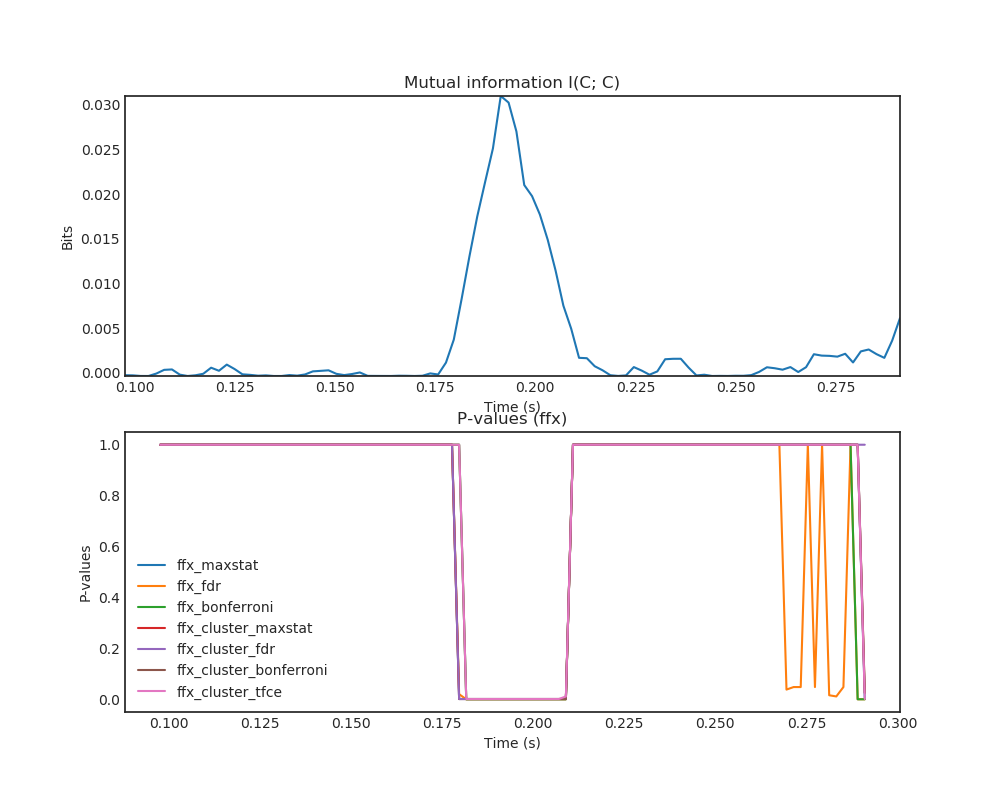 Mutual information I(C; C)
0.030
0.025
0.020
0.015
0.010
0.005
0.000
Bits
0.100 0.125 0.150 0.175 0.200 0.225 0.250 0.275
Time (s)
P-values (ffx)
1.0
0.8
0.6
0.4
0.2
0.0
P-values
ffx_maxstat
ffx_fdr
ffx_bonferroni
ffx_cluster_maxstat
ffx_cluster_fdr
ffx_cluster_bonferroni
ffx_cluster_tfce
0.100 0.125 0.150 0.175 0.200 0.225 0.250 0.275 0.300
Time (s)